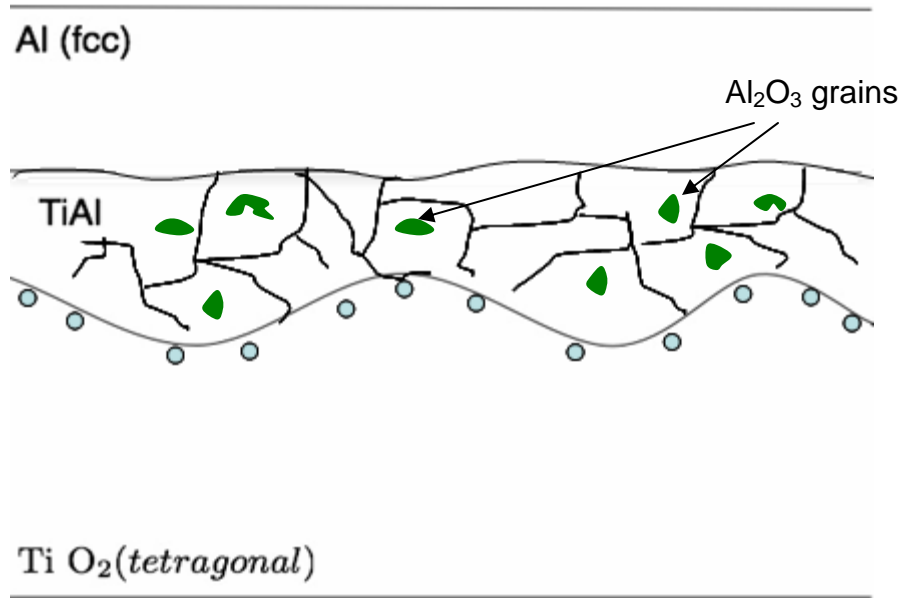 Al (fcc)
Al₂O₃ grains
TiAl
Ti O₂(tetragonal)